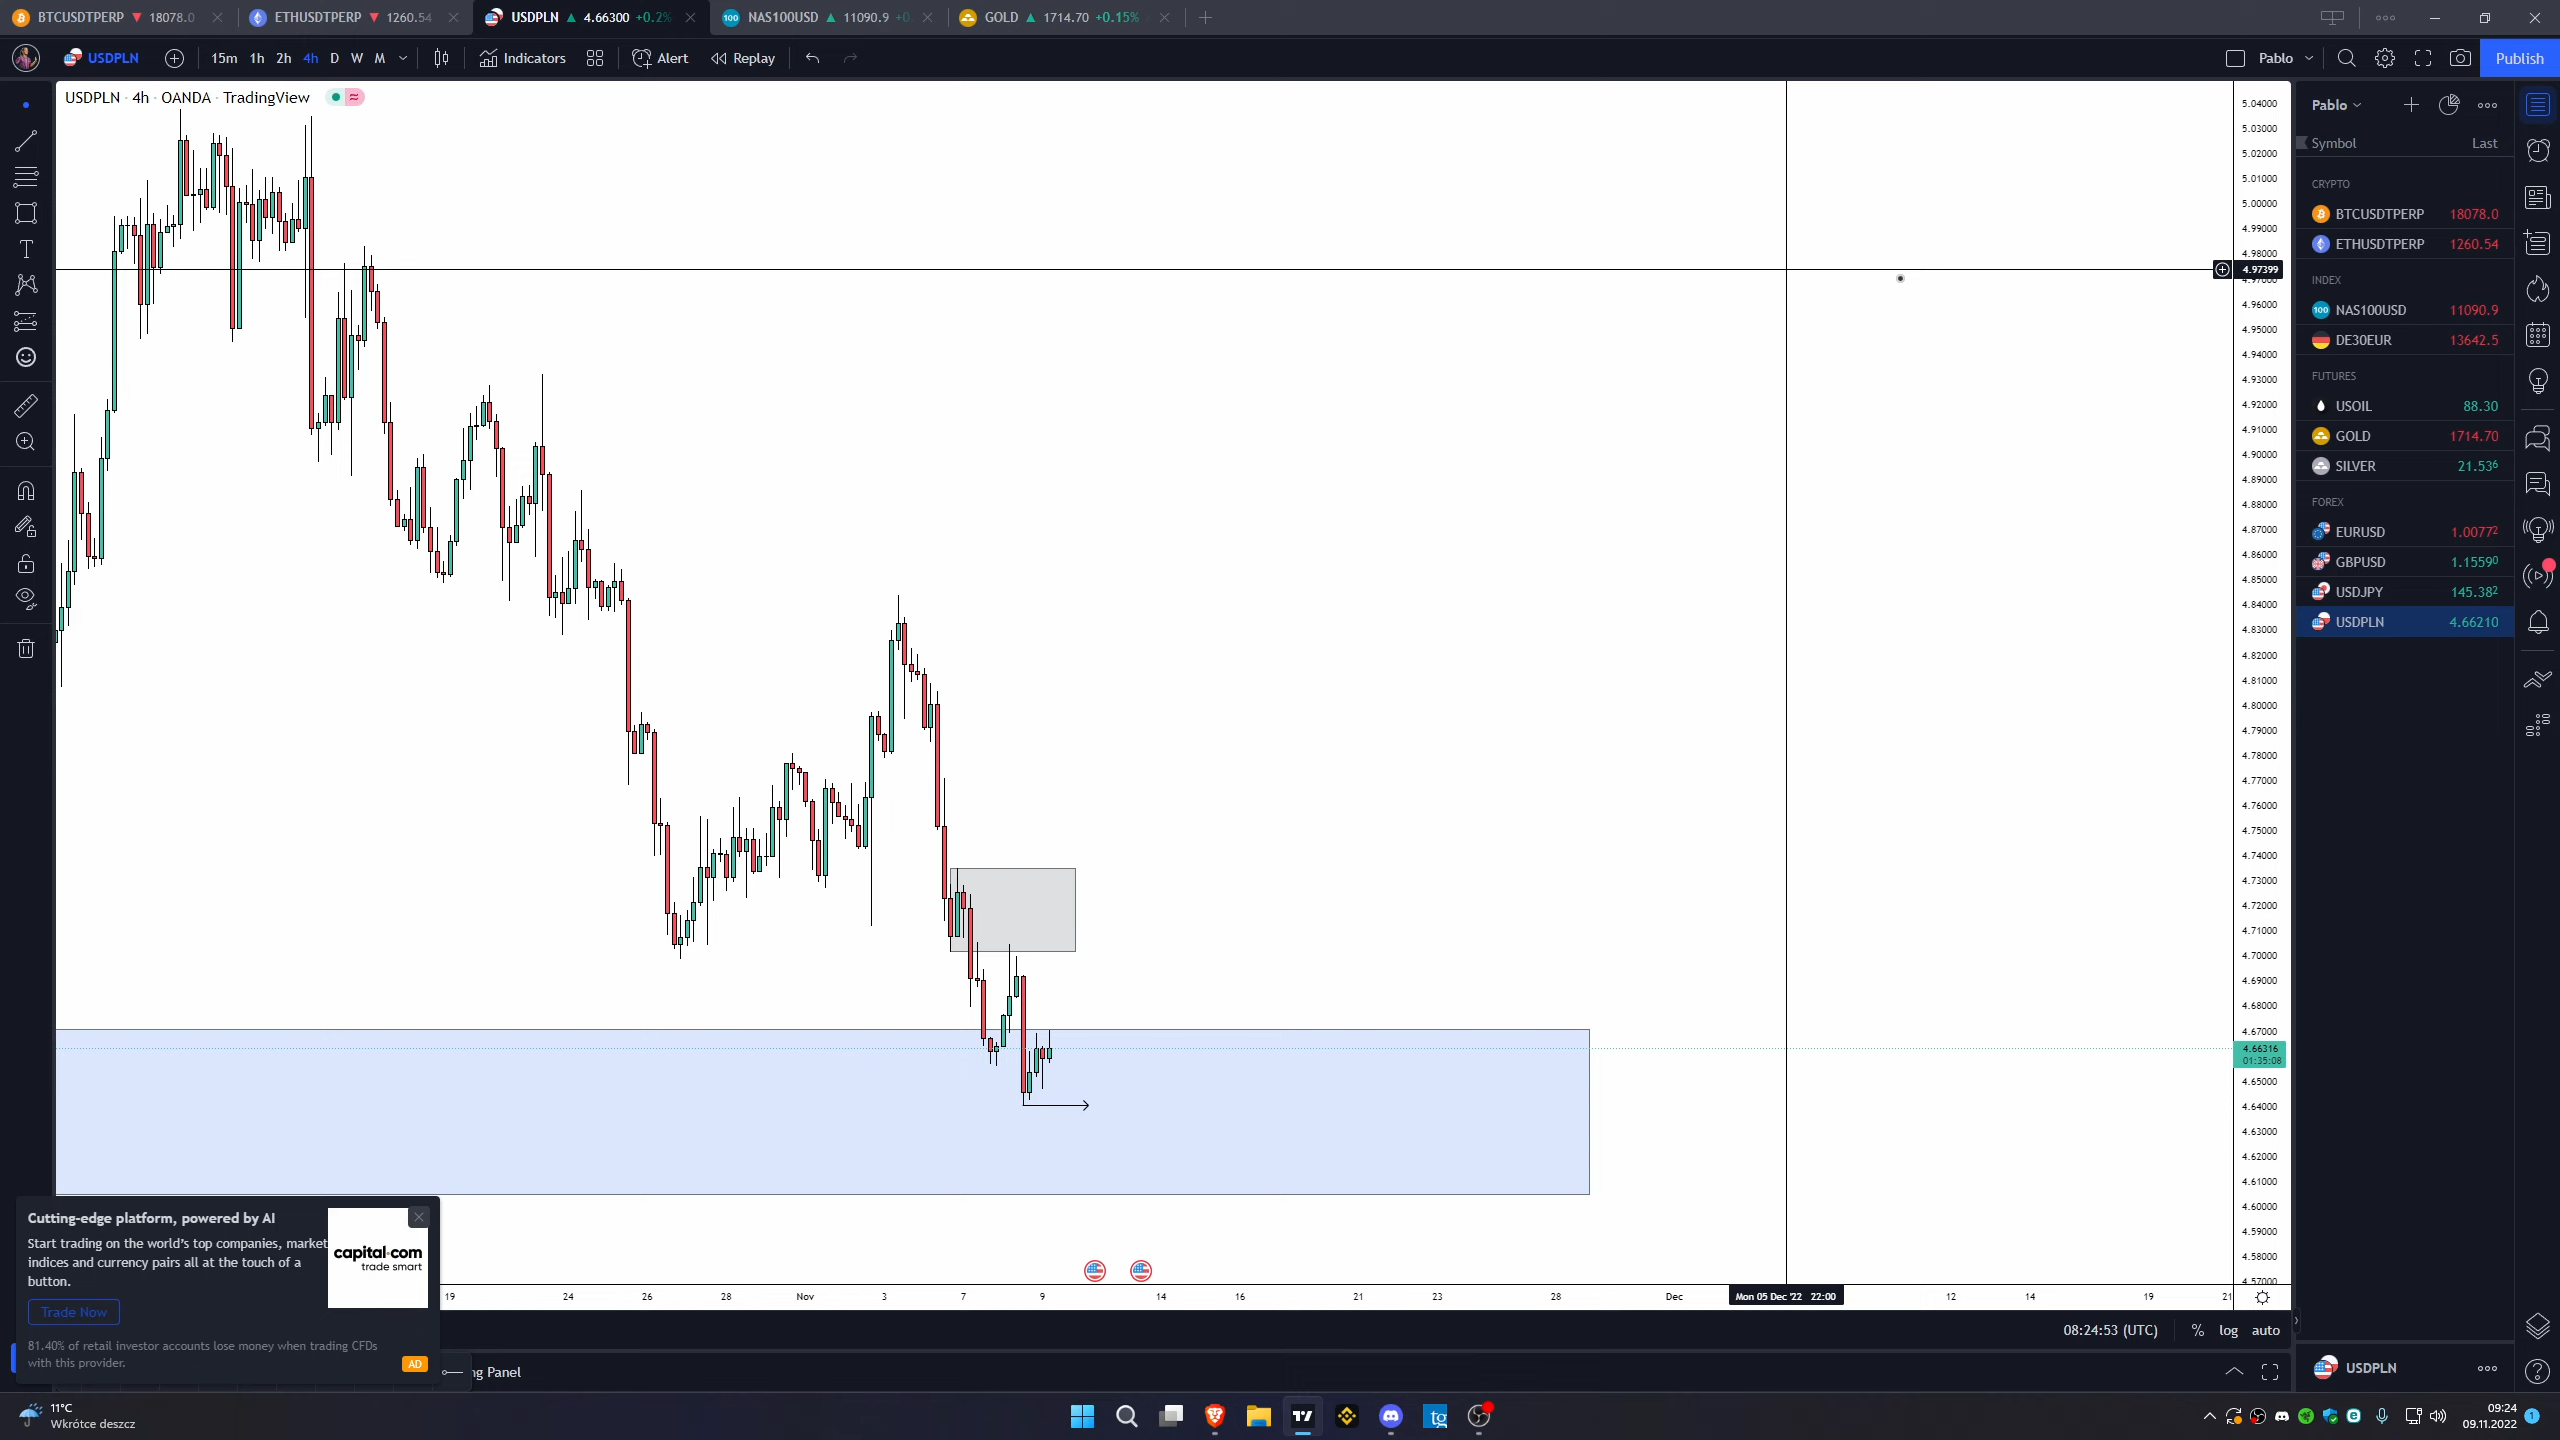 BTCUSDTPERP ▼ 18078.0
ETHUSDTPERP ▼ 1260.54
USDPLN ▲ 4.66300 +0.2%
NAS100USD ▲ 11090.9 +0
GOLD ▲ 1714.70 +0.15%
USDPLN
15m 1h 2h 4h D W M
Indicators
Alert
Replay
Pablo
Publish
USDPLN · 4h · OANDA · TradingView
5.04000
5.03000
5.02000
5.01000
5.00000
4.99000
4.98000
4.97399
4.97000
4.96000
4.95000
4.94000
4.93000
4.92000
4.91000
4.90000
4.89000
4.88000
4.87000
4.86000
4.85000
4.84000
4.83000
4.82000
4.81000
4.80000
4.79000
4.78000
4.77000
4.76000
4.75000
4.74000
4.73000
4.72000
4.71000
4.70000
4.69000
4.68000
4.67000
4.66316
01:35:08
4.65000
4.64000
4.63000
4.62000
4.61000
4.60000
4.59000
4.58000
4.57000
19 24 26 28 Nov 3 7 9 14 16 21 23 28 Dec Mon 05 Dec '22 22:00 12 14 19 21
08:24:53 (UTC) % log auto
ng Panel
Cutting-edge platform, powered by AI
Start trading on the world's top companies, market
indices and currency pairs all at the touch of a
button.
capital.com
trade smart
Trade Now
81.40% of retail investor accounts lose money when trading CFDs
with this provider.
AD
Pablo
Symbol Last
CRYPTO
BTCUSDTPERP 18078.0
ETHUSDTPERP 1260.54
INDEX
100 NAS100USD 11090.9
DE30EUR 13642.5
FUTURES
USOIL 88.30
GOLD 1714.70
SILVER 21.536
FOREX
EURUSD 1.00772
GBPUSD 1.15590
USDJPY 145.382
USDPLN 4.66210
USDPLN
11°C
Wkrótce deszcz
tg
09:24
09.11.2022
1